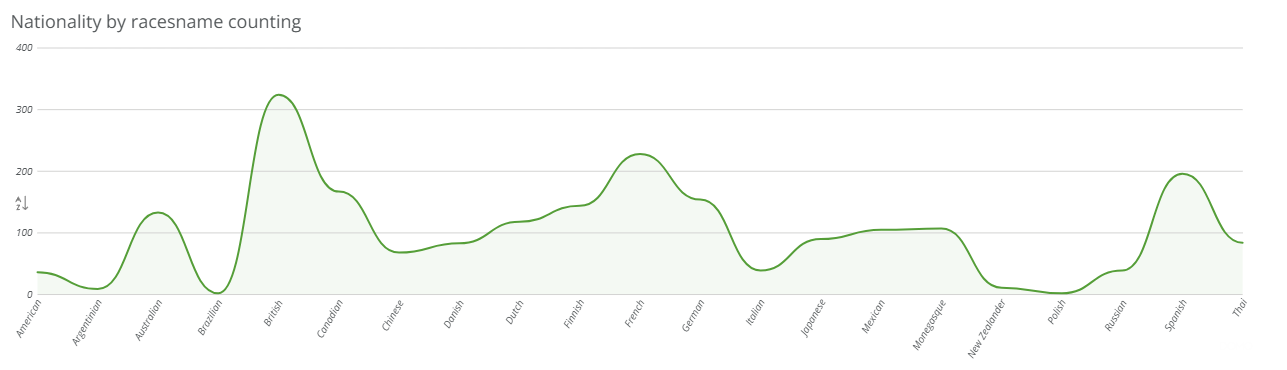 Nationality by racesname counting
400
300
200
100
0
American
Argentinian
Australian
Brazilian
British
Canadian
Chinese
Danish
Dutch
Finnish
French
German
Italian
Japanese
Mexican
Monegasque
New Zealander
Polish
Russian
Spanish
Thai